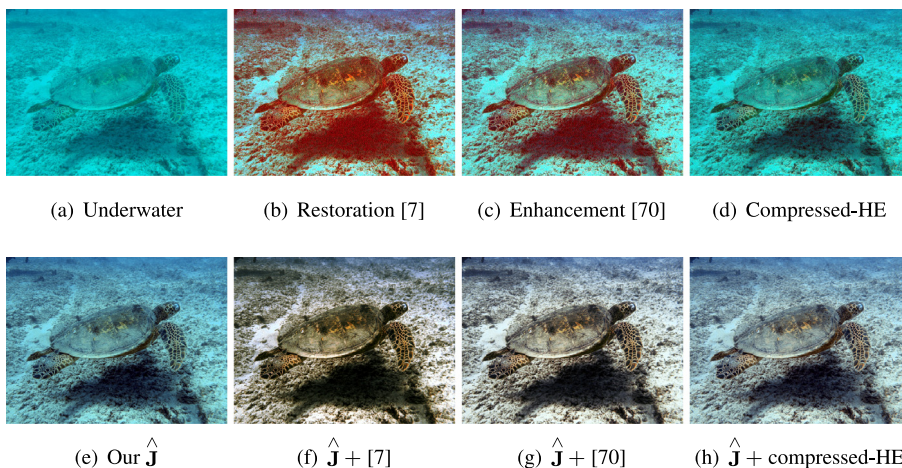 (a) Underwater
(b) Restoration [7]
(c) Enhancement [70]
(d) Compressed-HE
(e) Our Ĵ
(f) Ĵ + [7]
(g) Ĵ + [70]
(h) Ĵ + compressed-HE